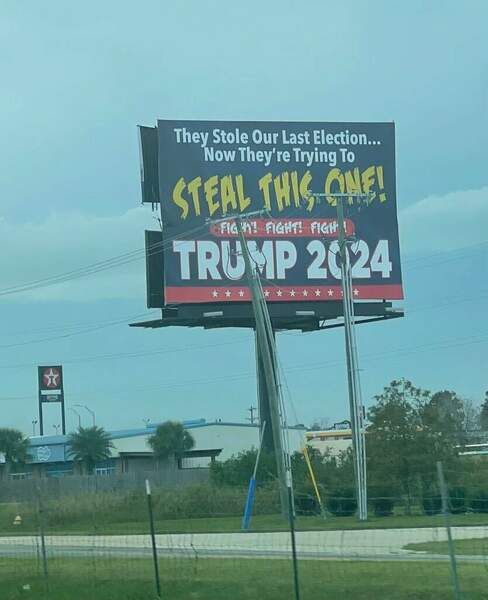 They Stole Our Last Election...
Now They're Trying To
STEAL THIS ONE!
FIGHT! FIGHT! FIGHT!
TRUMP 2024